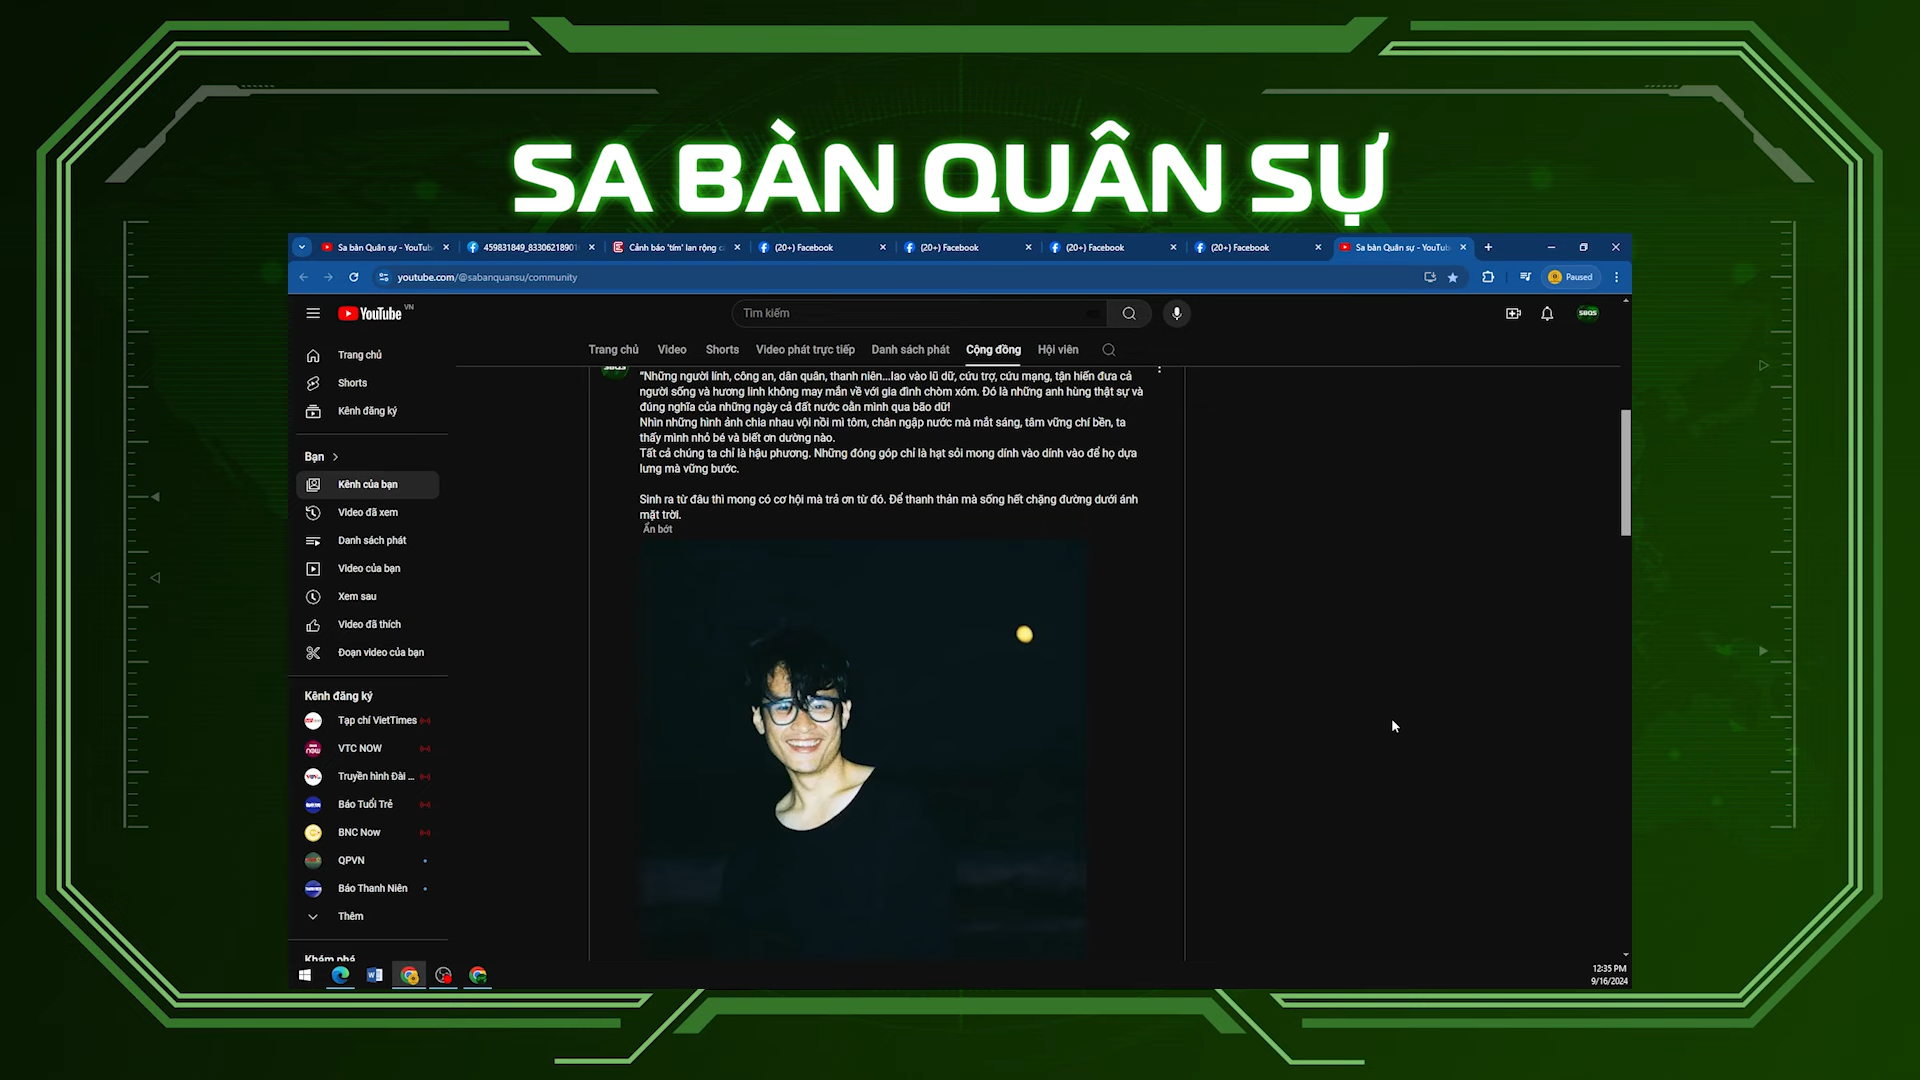 SA BÀN QUÂN SỰ
Sa bàn Quân sự - YouTub
459831849_83306218901
Cảnh báo 'tím' lan rộng c
(20+) Facebook
(20+) Facebook
(20+) Facebook
(20+) Facebook
Sa bàn Quân sự - YouTub
youtube.com/@sabanquansu/community
Paused
YouTube VN
Tìm kiếm
SBQS
Trang chủ
Video
Shorts
Video phát trực tiếp
Danh sách phát
Cộng đồng
Hội viên
Trang chủ
Shorts
Kênh đăng ký
Bạn
Kênh của bạn
Video đã xem
Danh sách phát
Video của bạn
Xem sau
Video đã thích
Đoạn video của bạn
Kênh đăng ký
Tạp chí VietTimes
VTC NOW
Truyền hình Đài ...
Báo Tuổi Trẻ
BNC Now
QPVN
Báo Thanh Niên
Thêm
Khám phá
"Những người lính, công an, dân quân, thanh niên...lao vào lũ dữ, cứu trợ, cứu mạng, tận hiến đưa cả
người sống và hương linh không may mắn về với gia đình chòm xóm. Đó là những anh hùng thật sự và
đúng nghĩa của những ngày cả đất nước oằn mình qua bão dữ!
Nhìn những hình ảnh chia nhau vội nồi mì tôm, chân ngập nước mà mắt sáng, tâm vững chí bền, ta
thấy mình nhỏ bé và biết ơn dường nào.
Tất cả chúng ta chỉ là hậu phương. Những đóng góp chỉ là hạt sỏi mong dính vào dính vào để họ dựa
lưng mà vững bước.
Sinh ra từ đâu thì mong có cơ hội mà trả ơn từ đó. Để thanh thản mà sống hết chặng đường dưới ánh
mặt trời.
Ẩn bớt
12:35 PM
9/16/2024